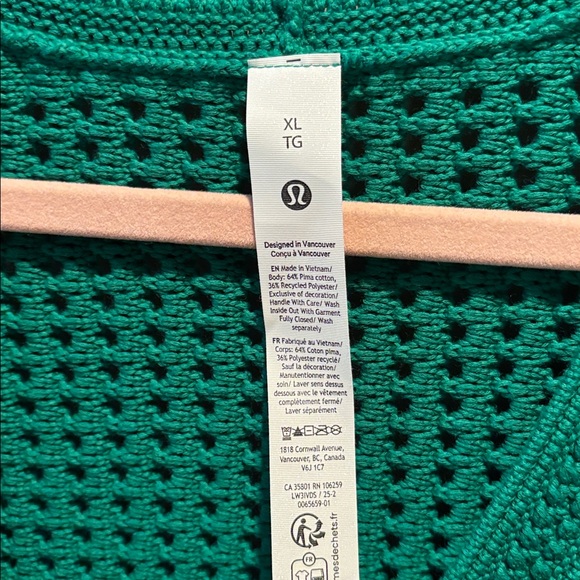 XL
TG
Designed in Vancouver
Conçu à Vancouver
EN Made in Vietnam/
Body: 64% Pima cotton,
36% Recycled Polyester/
Exclusive of decoration/
Handle With Care/ Wash
Inside Out With Garment
Fully Closed/ Wash
separately
FR Fabriqué au Vietnam/
Corps: 64% Coton pima,
36% Polyester recyclé/
Sauf la décoration/
Manutentionner avec
soin/ Laver sens dessus
dessous avec le vêtement
complètement fermé/
Laver séparément
1818 Cornwall Avenue,
Vancouver, BC, Canada
V6J 1C7
CA 35801 RN 106259
LW3IVDS / 25-2
0065659-01
FR
mesdechets.fr